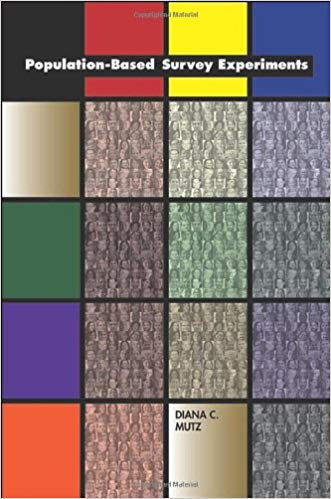 Population-Based Survey Experiments
DIANA C.
MUTZ